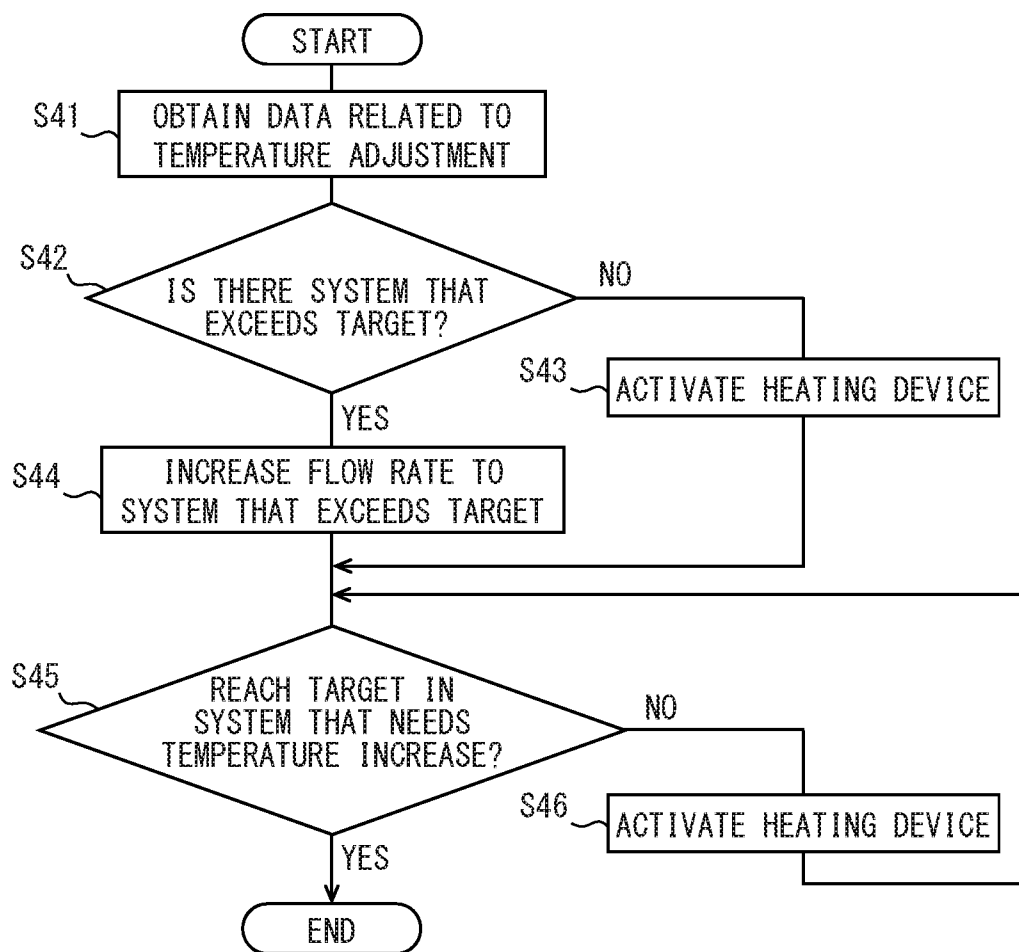 START
S41
OBTAIN DATA RELATED TO
TEMPERATURE ADJUSTMENT
S42
IS THERE SYSTEM THAT
EXCEEDS TARGET?
NO
S43
ACTIVATE HEATING DEVICE
YES
S44
INCREASE FLOW RATE TO
SYSTEM THAT EXCEEDS TARGET
S45
REACH TARGET IN
SYSTEM THAT NEEDS
TEMPERATURE INCREASE?
NO
S46
ACTIVATE HEATING DEVICE
YES
END